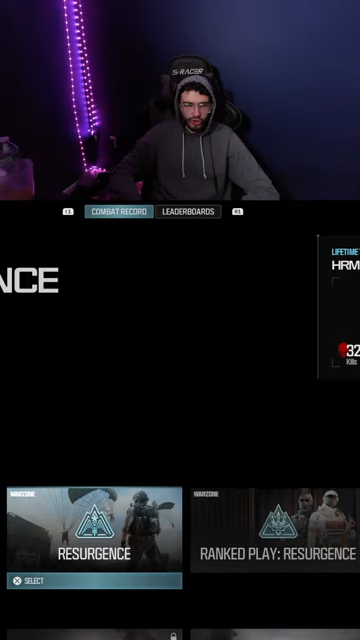 S-RACER
L1
COMBAT RECORD
LEADERBOARDS
R1
LIFETIME
NCE
HRM
32
Kills
WARZONE
RESURGENCE
SELECT
WARZONE
RANKED PLAY: RESURGENCE